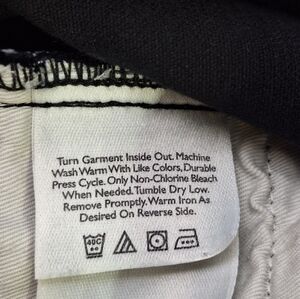 Turn Garment Inside Out. Machine
Wash Warm With Like Colors, Durable
Press Cycle. Only Non-Chlorine Bleach
When Needed. Tumble Dry Low.
Remove Promptly. Warm Iron As
Desired On Reverse Side.
40C